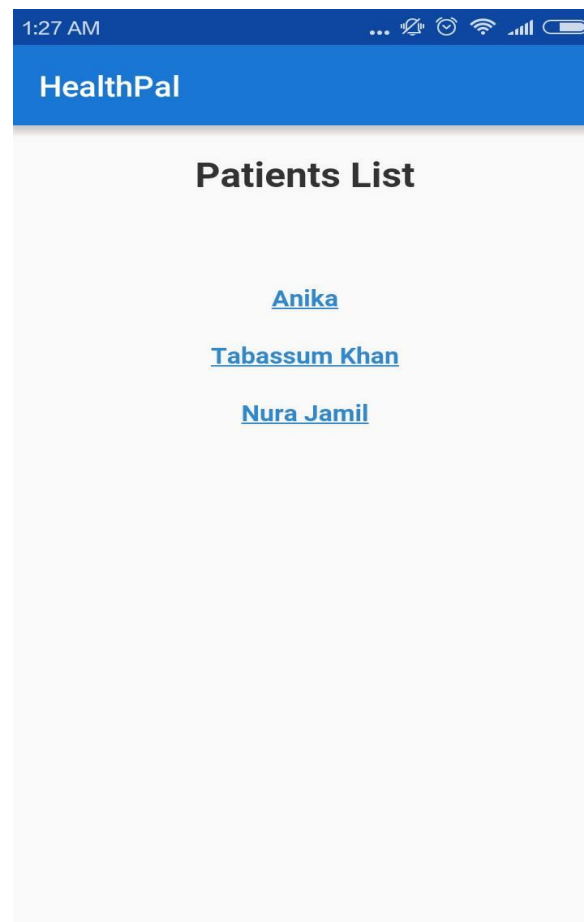 1:27 AM
HealthPal
Patients List
Anika
Tabassum Khan
Nura Jamil